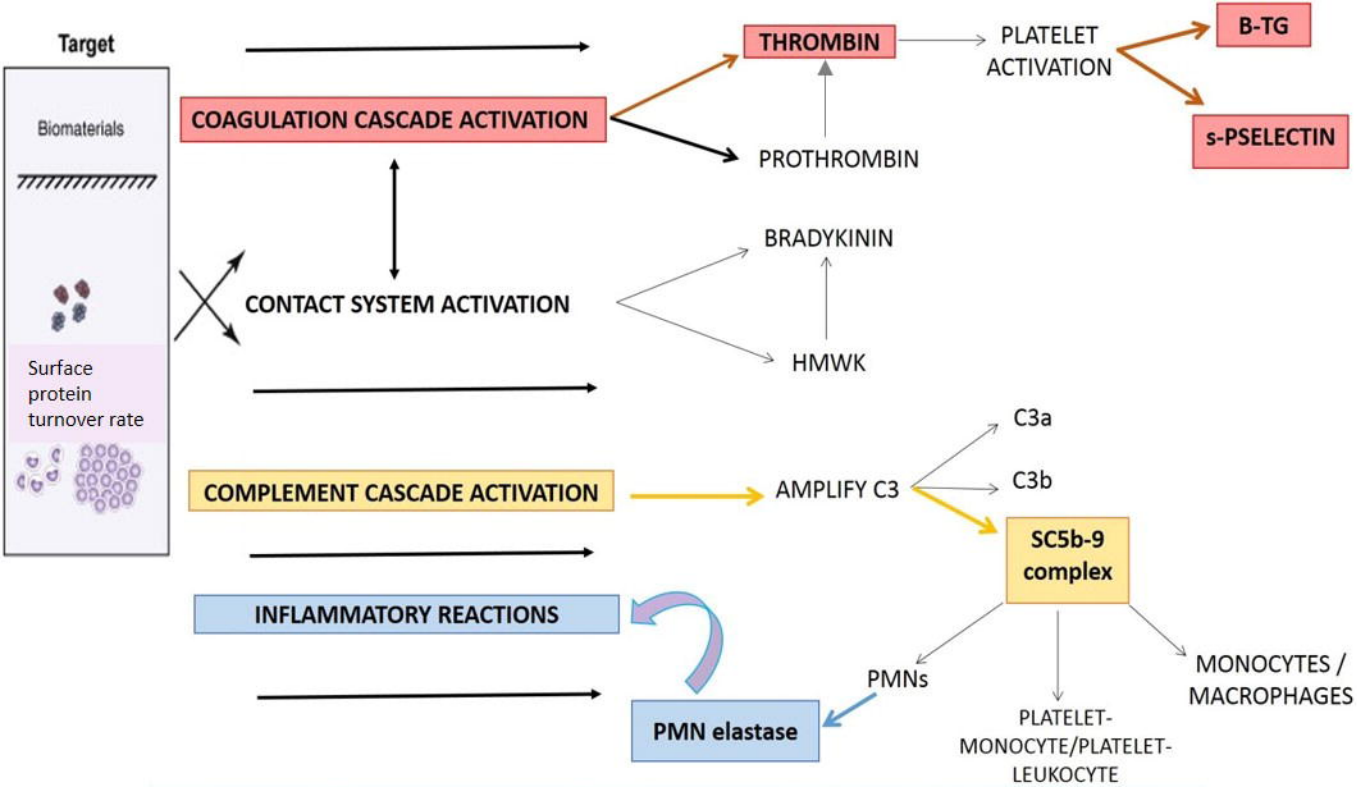 Target
Biomaterials
Surface
protein
turnover rate
COAGULATION CASCADE ACTIVATION
THROMBIN
PLATELET
ACTIVATION
B-TG
s-PSELECTIN
PROTHROMBIN
CONTACT SYSTEM ACTIVATION
BRADYKININ
HMWK
COMPLEMENT CASCADE ACTIVATION
AMPLIFY C3
C3a
C3b
SC5b-9
complex
INFLAMMATORY REACTIONS
PMNs
PMN elastase
PLATELET-
MONOCYTE/PLATELET-
LEUKOCYTE
MONOCYTES /
MACROPHAGES